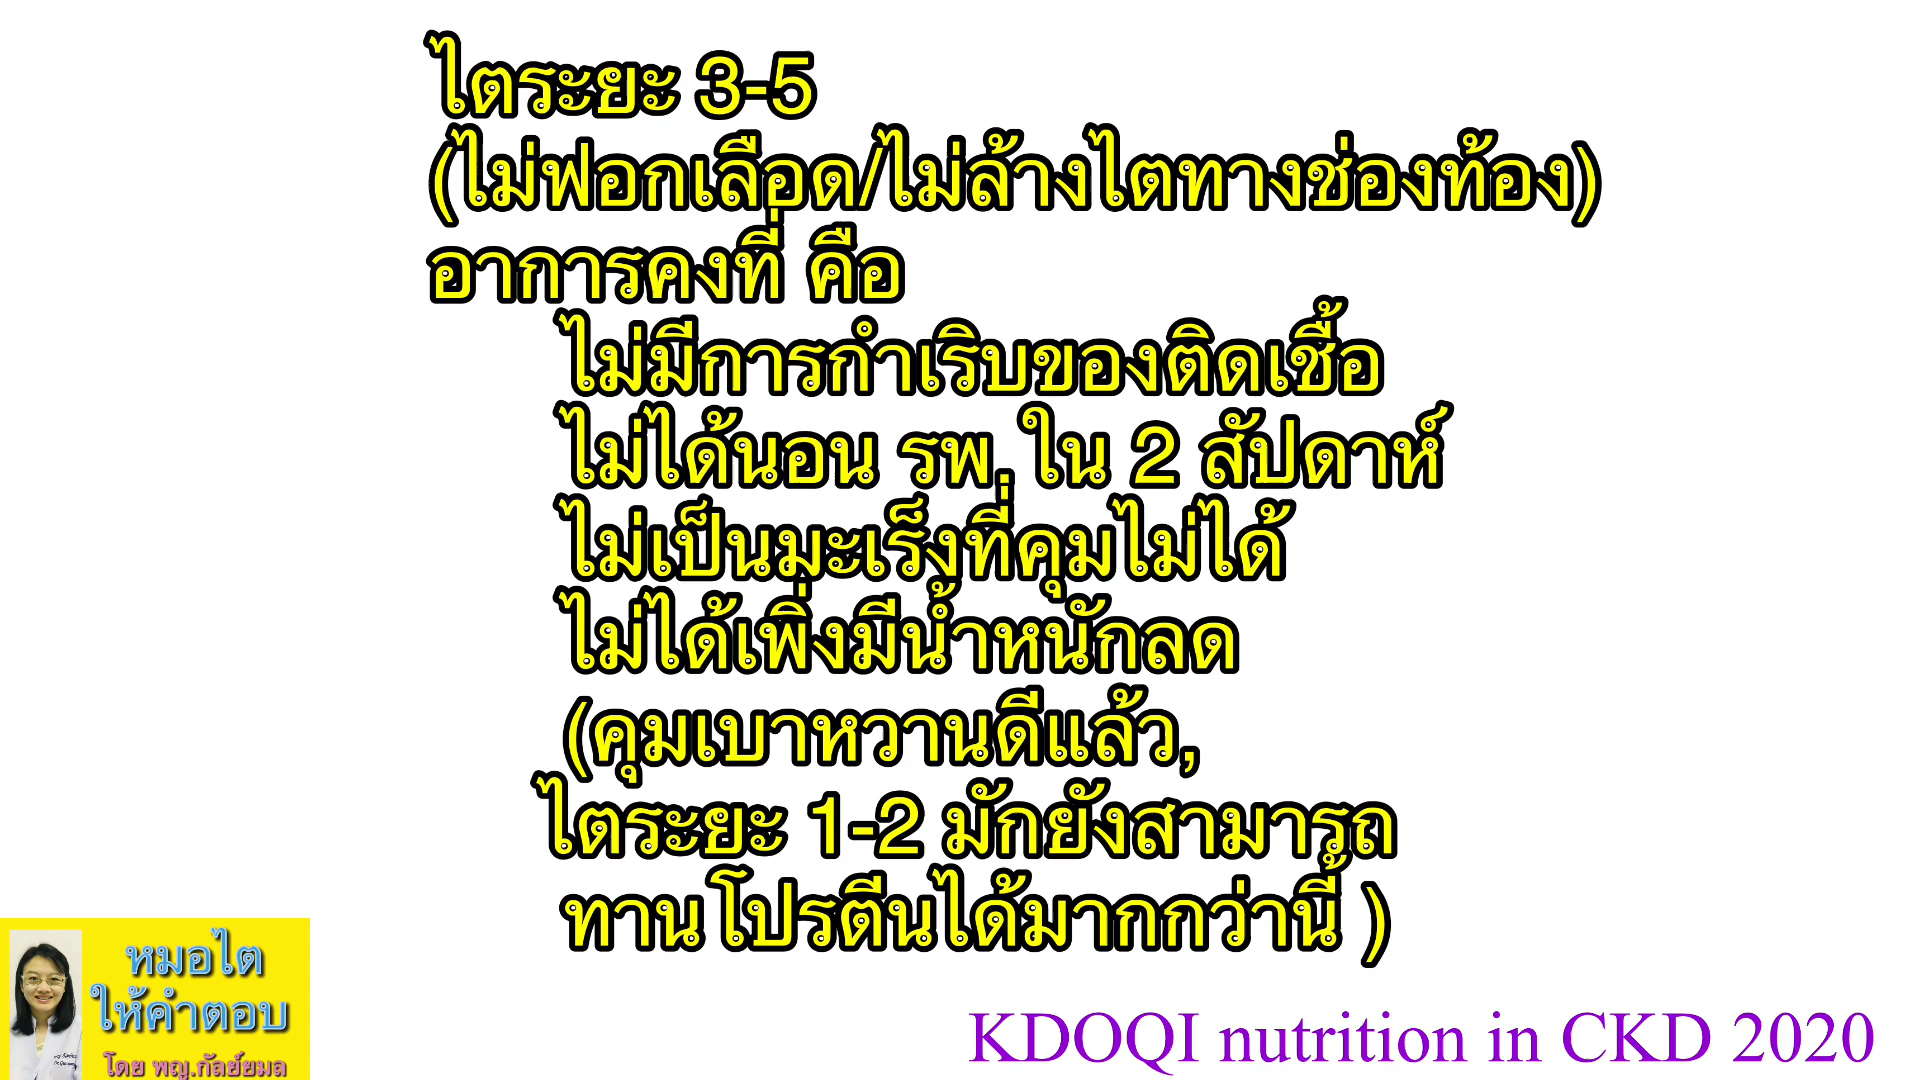 ไตระยะ 3-5
(ไม่ฟอกเลือด/ไม่ล้างไตทางช่องท้อง)
อาการคงที่ คือ
ไม่มีการกำเริบของติดเชื้อ
ไม่ได้นอน รพ. ใน 2 สัปดาห์
ไม่เป็นมะเร็งที่คุมไม่ได้
ไม่ได้เพิ่งมีน้ำหนักลด
(คุมเบาหวานดีแล้ว,
ไตระยะ 1-2 มักยังสามารถ
ทานโปรตีนได้มากกว่านี้ )
หมอไต
ให้คำตอบ
โดย พญ.กัลย์ยมล
KDOQI nutrition in CKD 2020